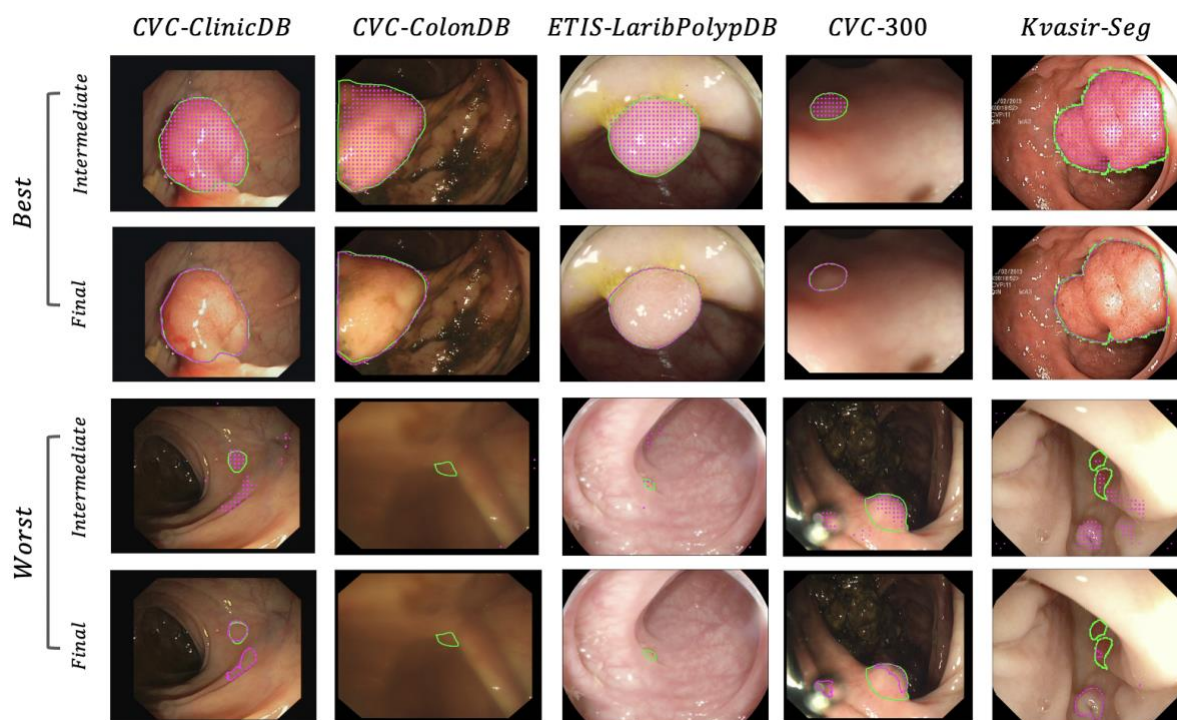 CVC-ClinicDB CVC-ColonDB ETIS-LaribPolypDB CVC-300 Kvasir-Seg
Best
Intermediate
Final
Worst
Intermediate
Final